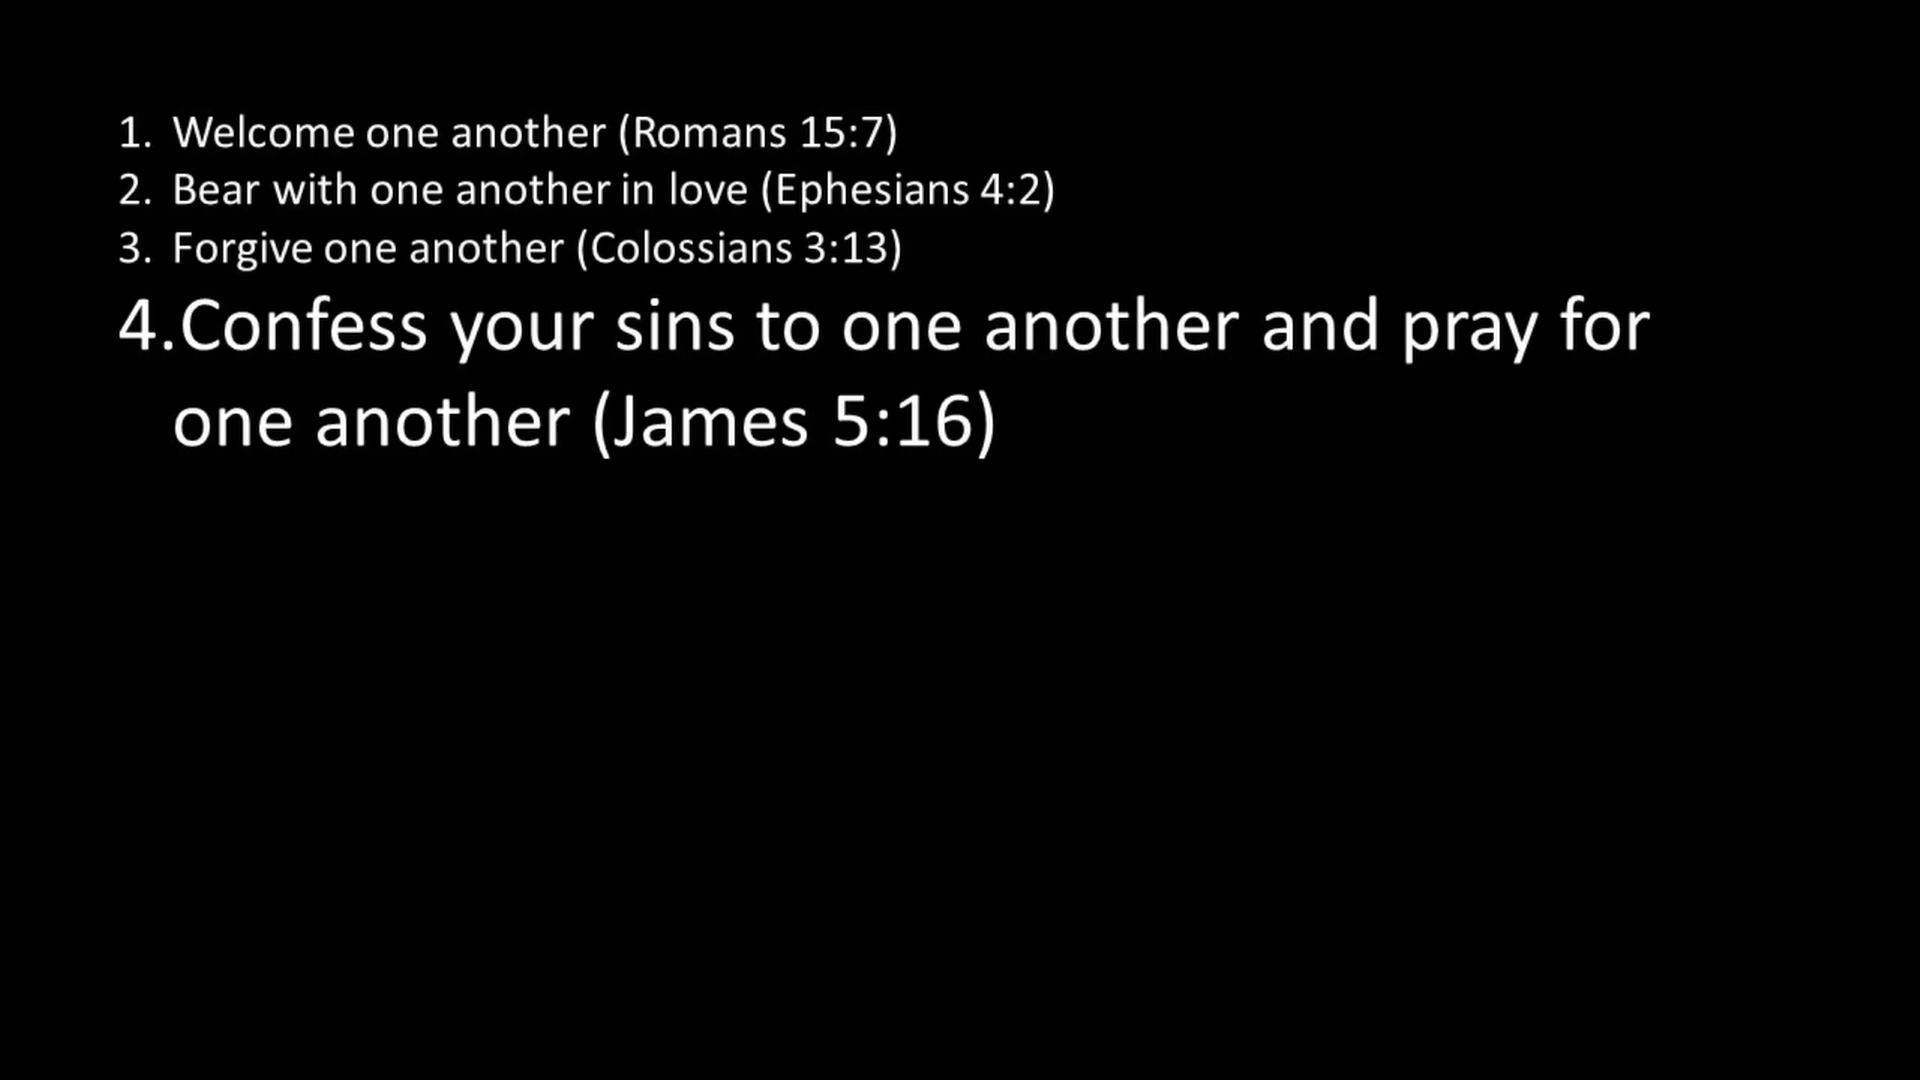 1. Welcome one another (Romans 15:7)
2. Bear with one another in love (Ephesians 4:2)
3. Forgive one another (Colossians 3:13)
4.Confess your sins to one another and pray for
one another (James 5:16)